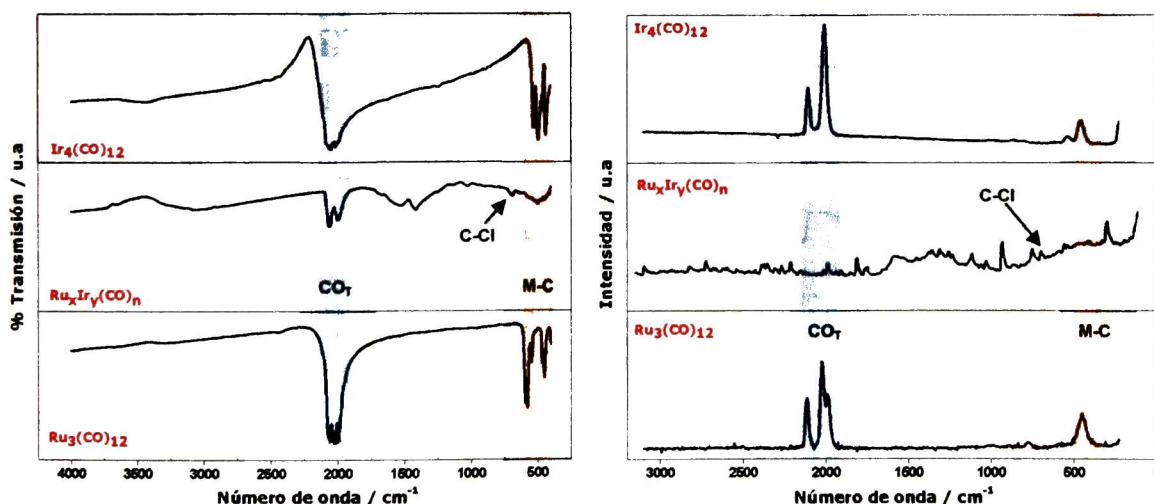 % Transmisión / u.a
Ir4(CO)12
RuxIry(CO)n
C-Cl
COT
M-C
Ru3(CO)12
4000 3500 3000 2500 2000 1500 1000 500
Número de onda / cm-1
Intensidad / u.a
Ir4(CO)12
RuxIry(CO)n
C-Cl
Ru3(CO)12
COT
M-C
3000 2500 2000 1500 1000 500
Número de onda / cm-1